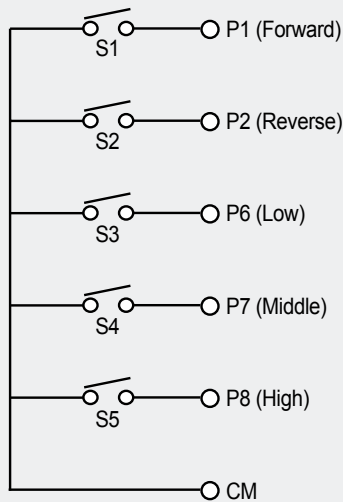 P1 (Forward)
S1
P2 (Reverse)
S2
P6 (Low)
S3
P7 (Middle)
S4
P8 (High)
S5
CM